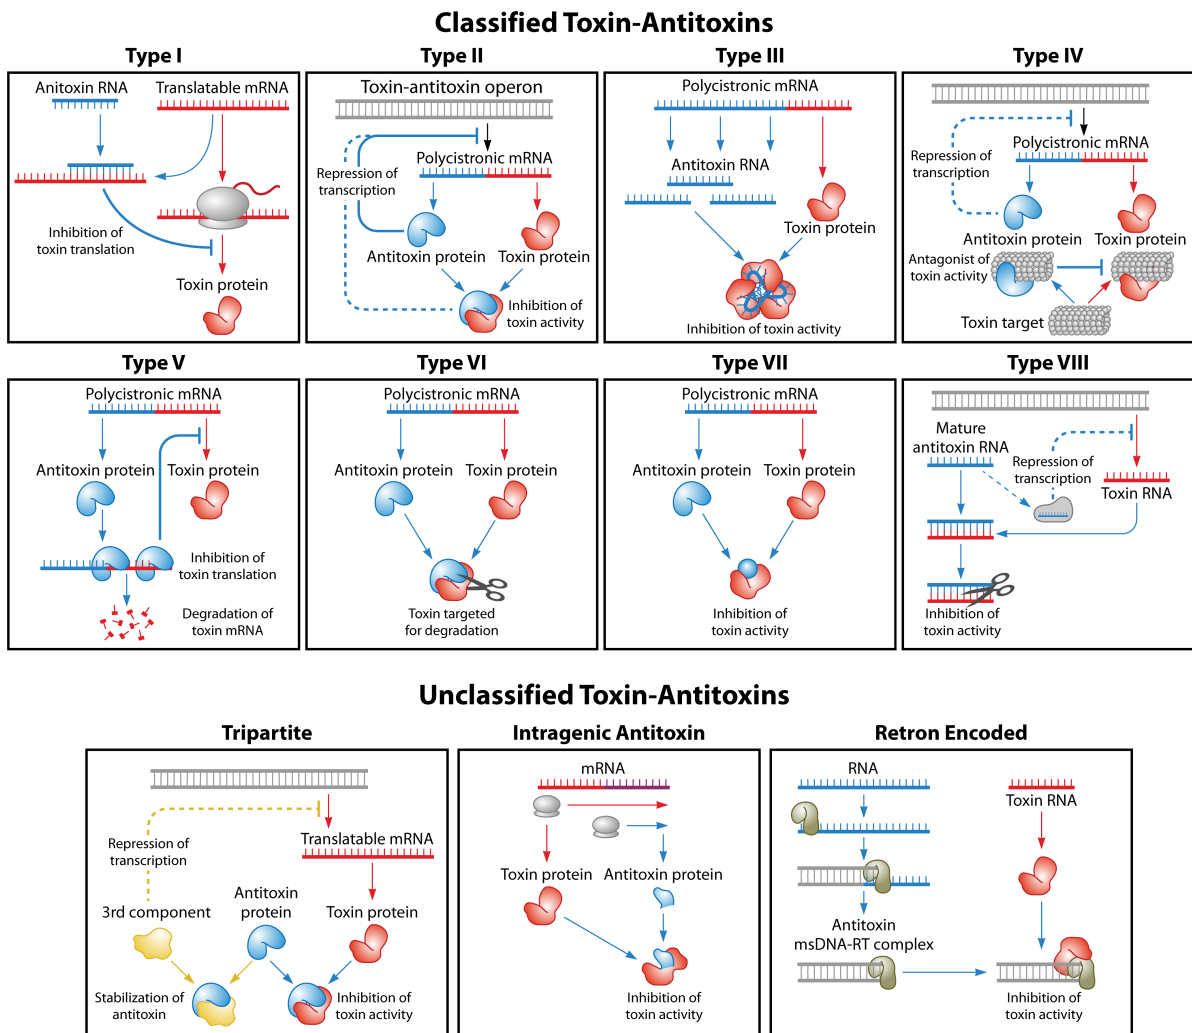 Classified Toxin-Antitoxins
Type I
Type II
Type III
Type IV
Anitoxin RNA
Translatable mRNA
Inhibition of
toxin translation
Toxin protein
Toxin-antitoxin operon
Polycistronic mRNA
Repression of
transcription
Antitoxin protein
Toxin protein
Inhibition of
toxin activity
Polycistronic mRNA
Antitoxin RNA
Toxin protein
Inhibition of toxin activity
Polycistronic mRNA
Repression of
transcription
Antitoxin protein
Toxin protein
Antagonist of
toxin activity
Toxin target
Type V
Type VI
Type VII
Type VIII
Polycistronic mRNA
Antitoxin protein
Toxin protein
Inhibition of
toxin translation
Degradation of
toxin mRNA
Polycistronic mRNA
Antitoxin protein
Toxin protein
Toxin targeted
for degradation
Polycistronic mRNA
Antitoxin protein
Toxin protein
Inhibition of
toxin activity
Mature
antitoxin RNA
Repression of
transcription
Toxin RNA
Inhibition of
toxin activity
Unclassified Toxin-Antitoxins
Tripartite
Intragenic Antitoxin
Retron Encoded
Translatable mRNA
Repression of
transcription
3rd component
Antitoxin
protein
Toxin protein
Stabilization of
antitoxin
Inhibition of
toxin activity
mRNA
Toxin protein
Antitoxin protein
Inhibition of
toxin activity
RNA
Toxin RNA
Antitoxin
msDNA-RT complex
Inhibition of
toxin activity